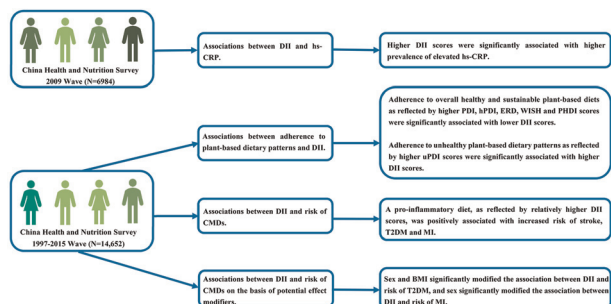 China Health and Nutrition Survey
2009 Wave (N=6984)
Associations between DII and hs-
CRP.
Higher DII scores were significantly associated with higher
prevalence of elevated hs-CRP.
Associations between adherence to
plant-based dietary patterns and DII.
Adherence to overall healthy and sustainable plant-based diets
as reflected by higher PDI, hPDI, ERD, WISH and PHDI scores
were significantly associated with lower DII scores.
Adherence to unhealthy plant-based dietary patterns as reflected
by higher uPDI scores were significantly associated with higher
DII scores.
China Health and Nutrition Survey
1997-2015 Wave (N=14,652)
Associations between DII and risk of
CMDs.
A pro-inflammatory diet, as reflected by relatively higher DII
scores, was positively associated with increased risk of stroke,
T2DM and MI.
Associations between DII and risk of
CMDs on the basis of potential effect
modifiers.
Sex and BMI significantly modified the association between DII and
risk of T2DM, and sex significantly modified the association between
DII and risk of MI.